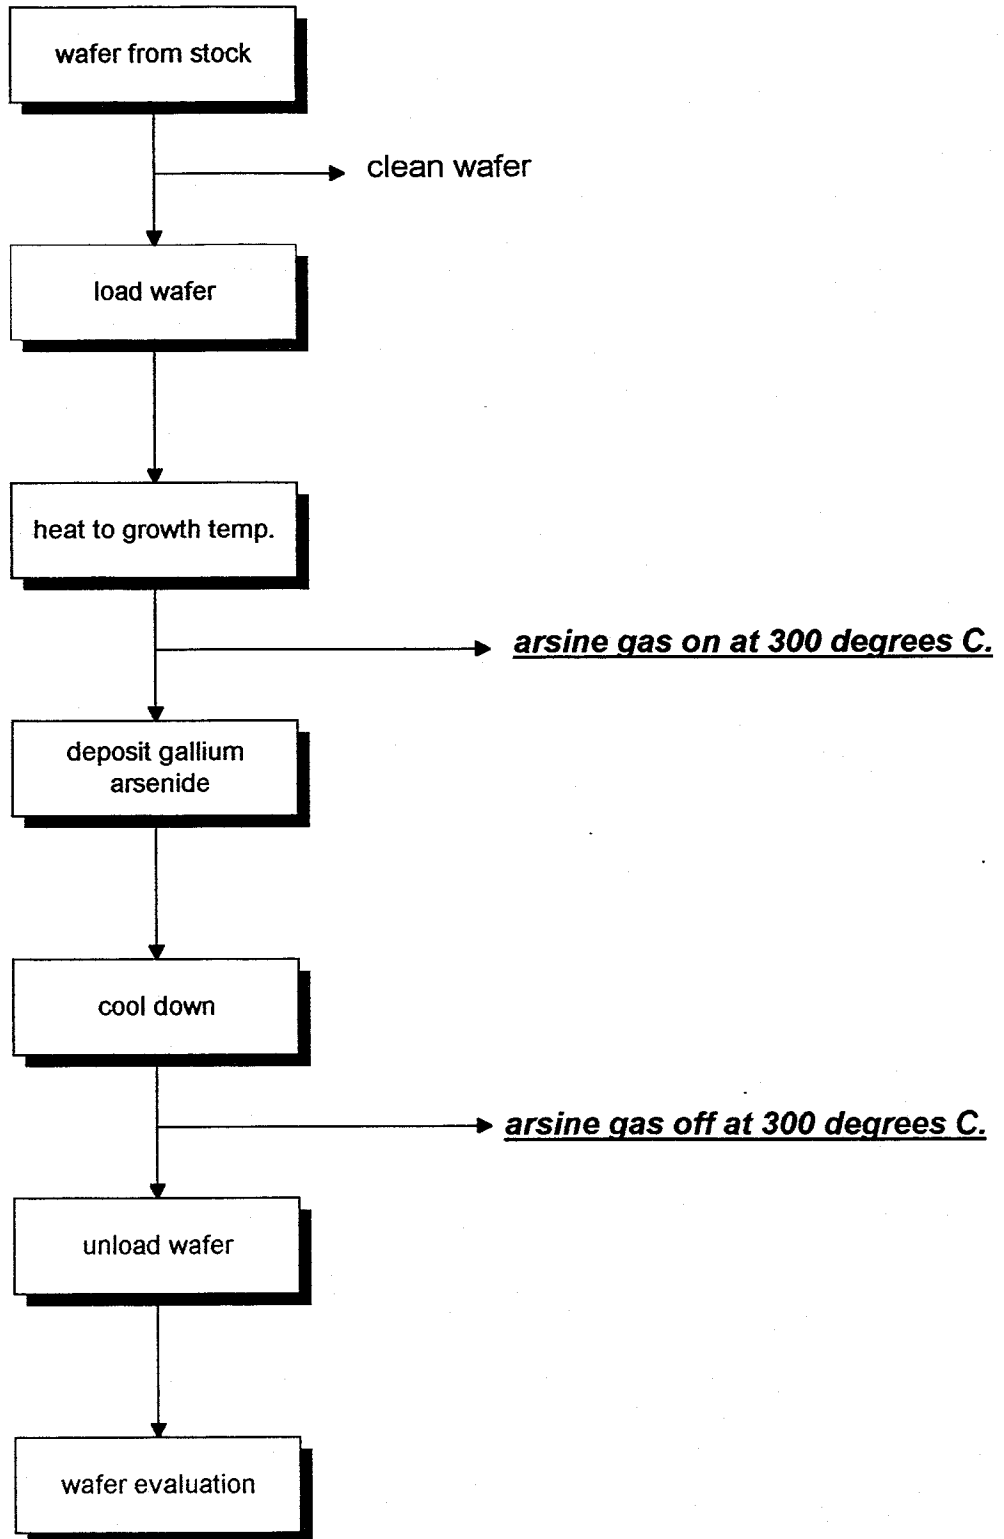 wafer from stock
clean wafer
load wafer
heat to growth temp.
arsine gas on at 300 degrees C.
deposit gallium
arsenide
cool down
arsine gas off at 300 degrees C.
unload wafer
wafer evaluation